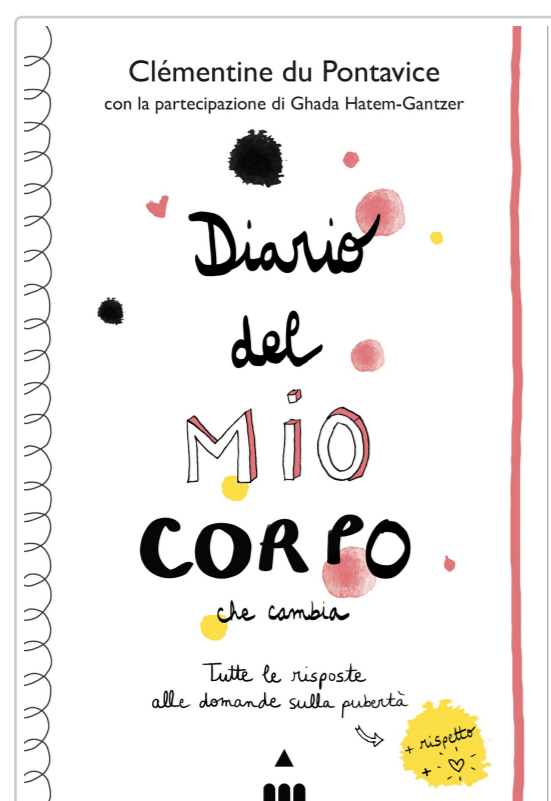 Clémentine du Pontavice
con la partecipazione di Ghada Hatem-Gantzer
Diario
del
MiO
CORPO
che cambia
Tutte le risposte
alle domande sulla pubertà
+ rispetto
+